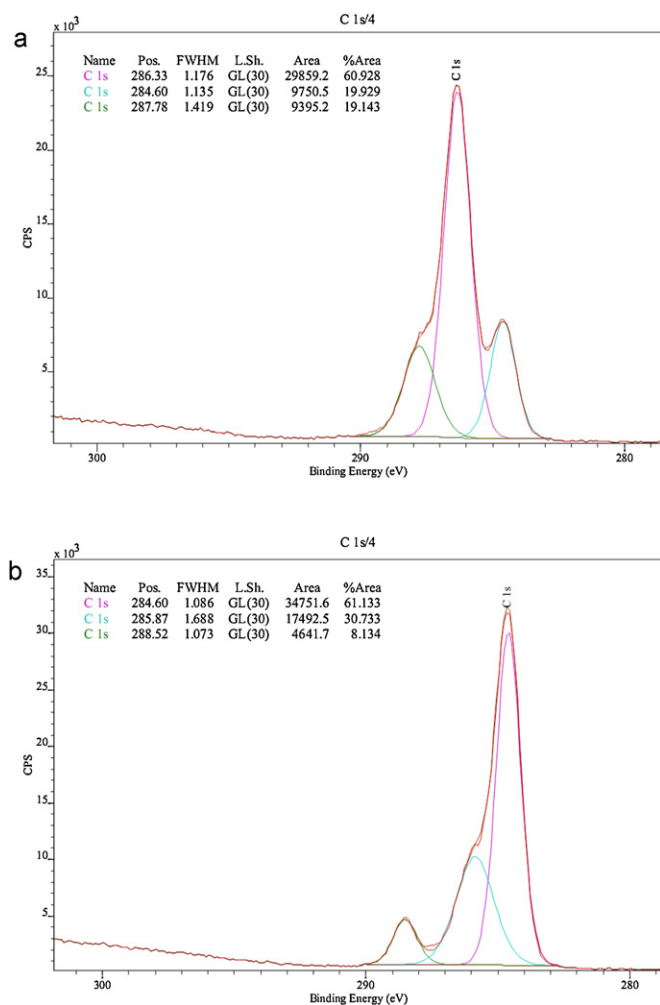 a
C 1s/4
x 10³
Name Pos. FWHM L.Sh. Area %Area
C 1s 286.33 1.176 GL(30) 29859.2 60.928
C 1s 284.60 1.135 GL(30) 9750.5 19.929
C 1s 287.78 1.419 GL(30) 9395.2 19.143
C 1s
25
20
15
10
5
CPS
300 290 280
Binding Energy (eV)
b
C 1s/4
x 10³
Name Pos. FWHM L.Sh. Area %Area
C 1s 284.60 1.086 GL(30) 34751.6 61.133
C 1s 285.87 1.688 GL(30) 17492.5 30.733
C 1s 288.52 1.073 GL(30) 4641.7 8.134
C 1s
35
30
25
20
15
10
5
CPS
300 290 280
Binding Energy (eV)